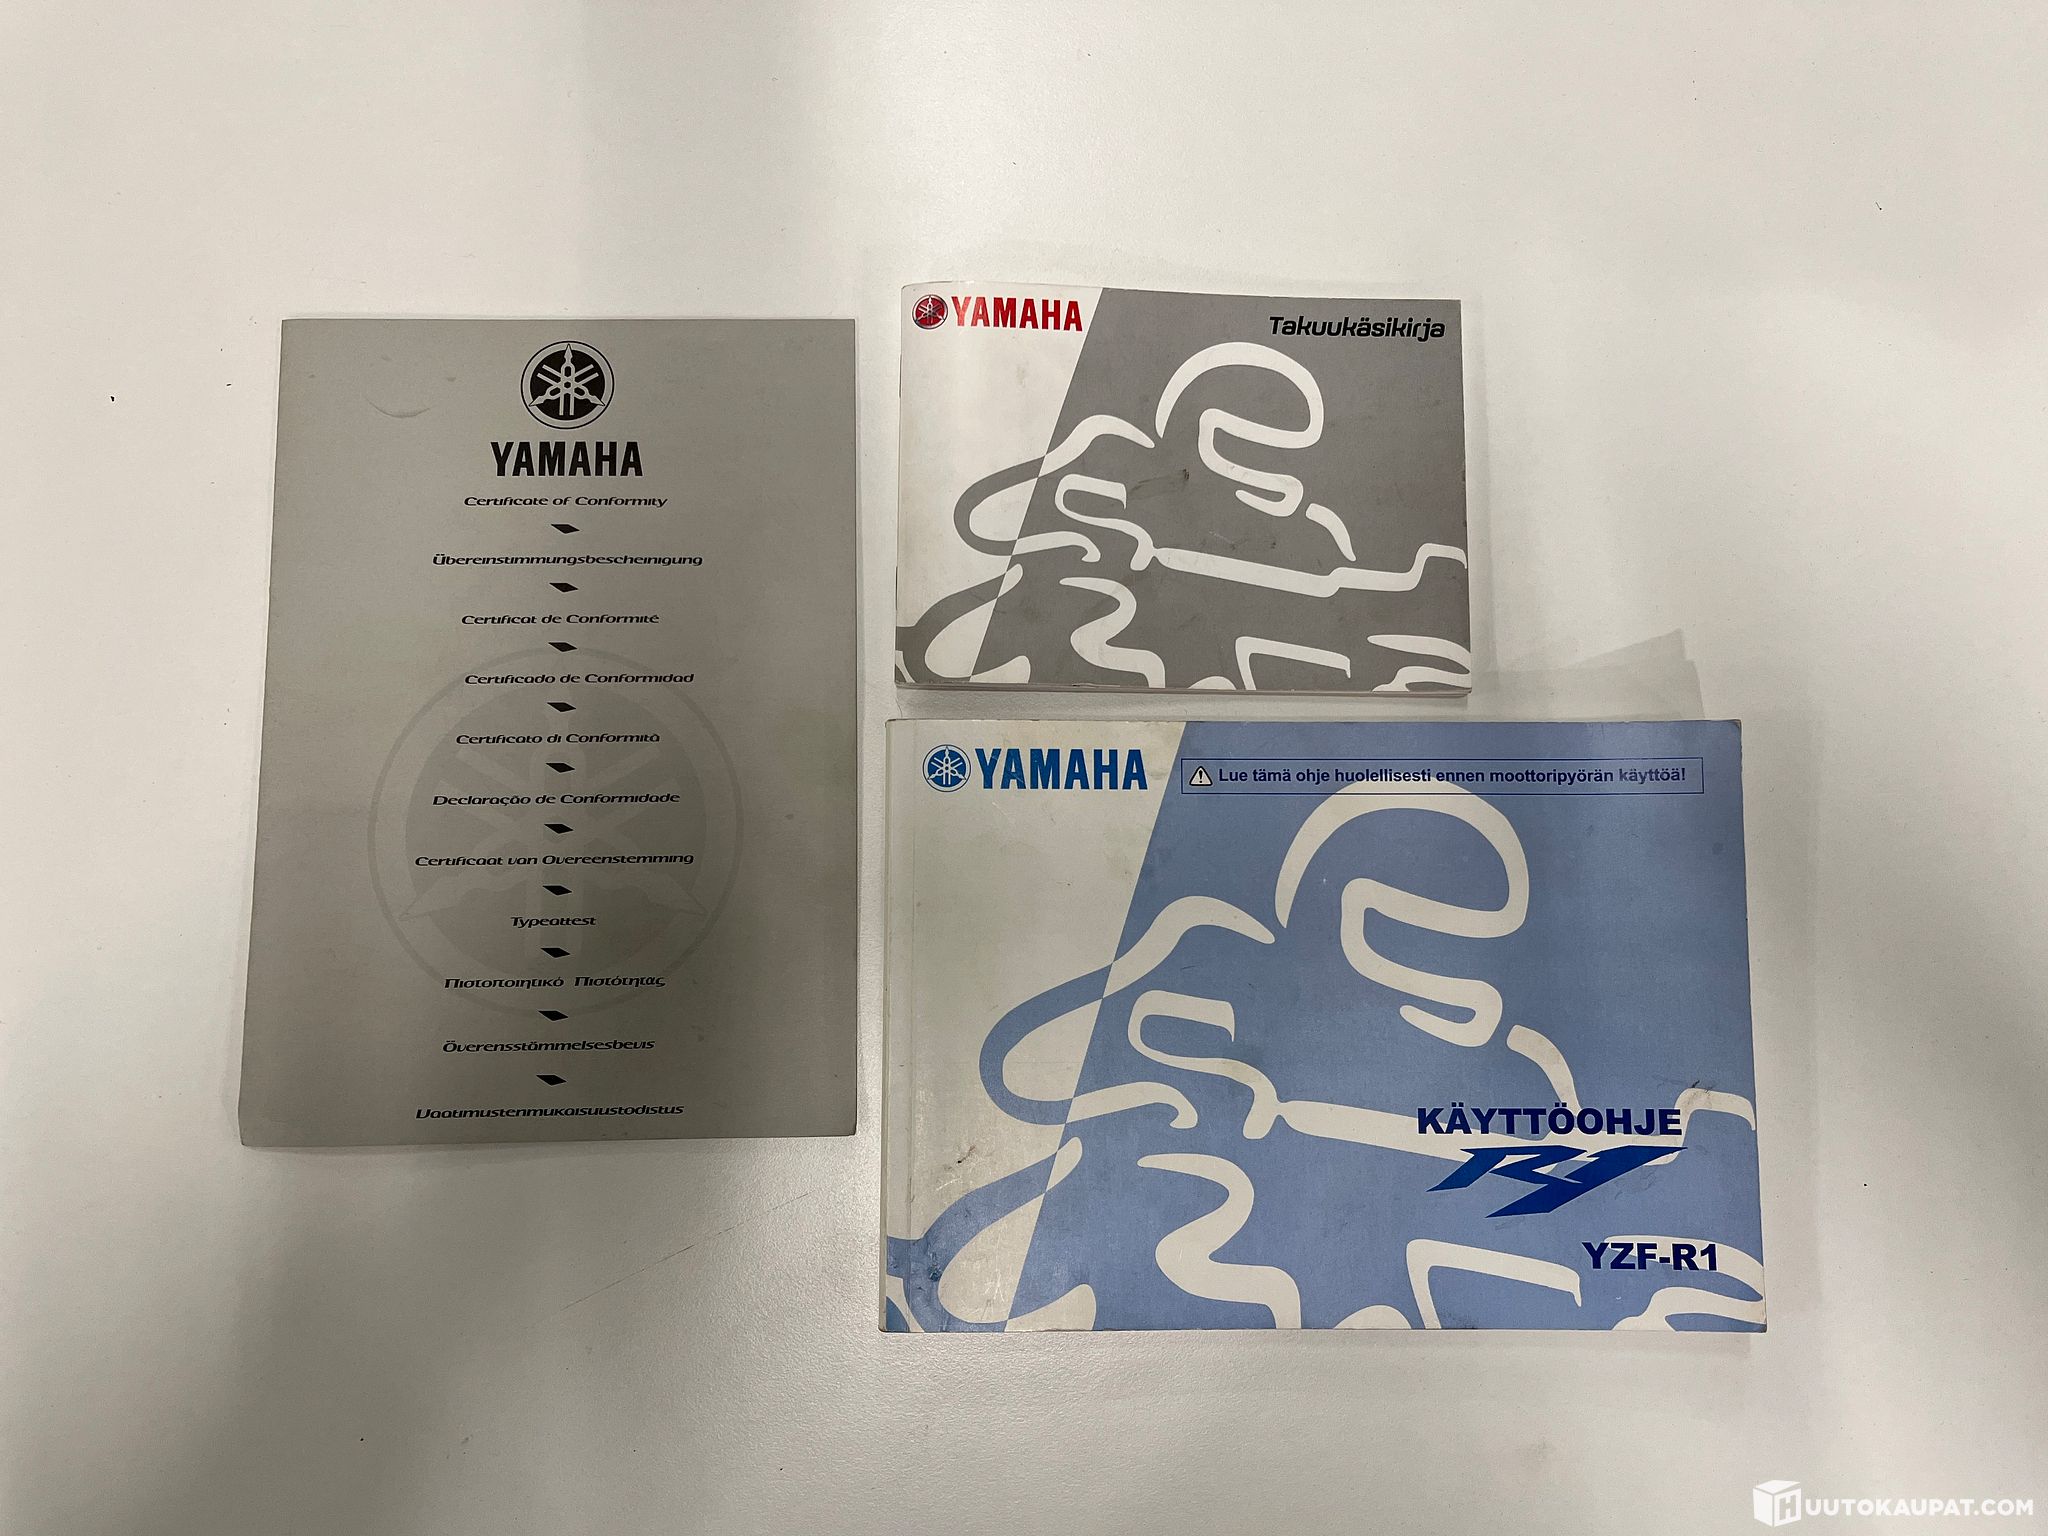 YAMAHA
Certificate of Conformity
Übereinstimmungsbescheinigung
Certificat de Conformité
Certificado de Conformidad
Certificato di Conformità
Declaração de Conformidade
Certificaat van Overeenstemming
Typeattest
Πιστοποιητικό Πιστότητας
Överensstämmelsesbevis
Vaatimustenmukaisuustodistus
YAMAHA
Takuukäsikirja
YAMAHA
Lue tämä ohje huolellisesti ennen moottoripyörän käyttöä!
KÄYTTÖOHJE
R1
YZF-R1
HUUTOKAUPAT.COM